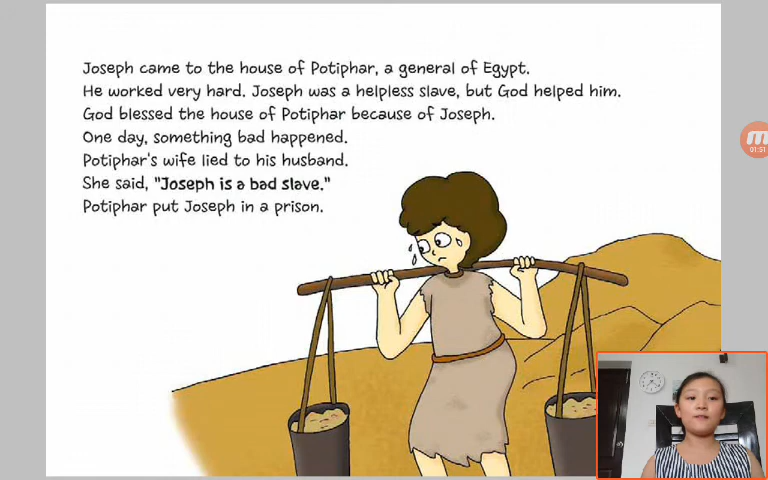 Joseph came to the house of Potiphar, a general of Egypt.
He worked very hard. Joseph was a helpless slave, but God helped him.
God blessed the house of Potiphar because of Joseph.
One day, something bad happened.
Potiphar's wife lied to his husband.
She said, "Joseph is a bad slave."
Potiphar put Joseph in a prison.
01:51